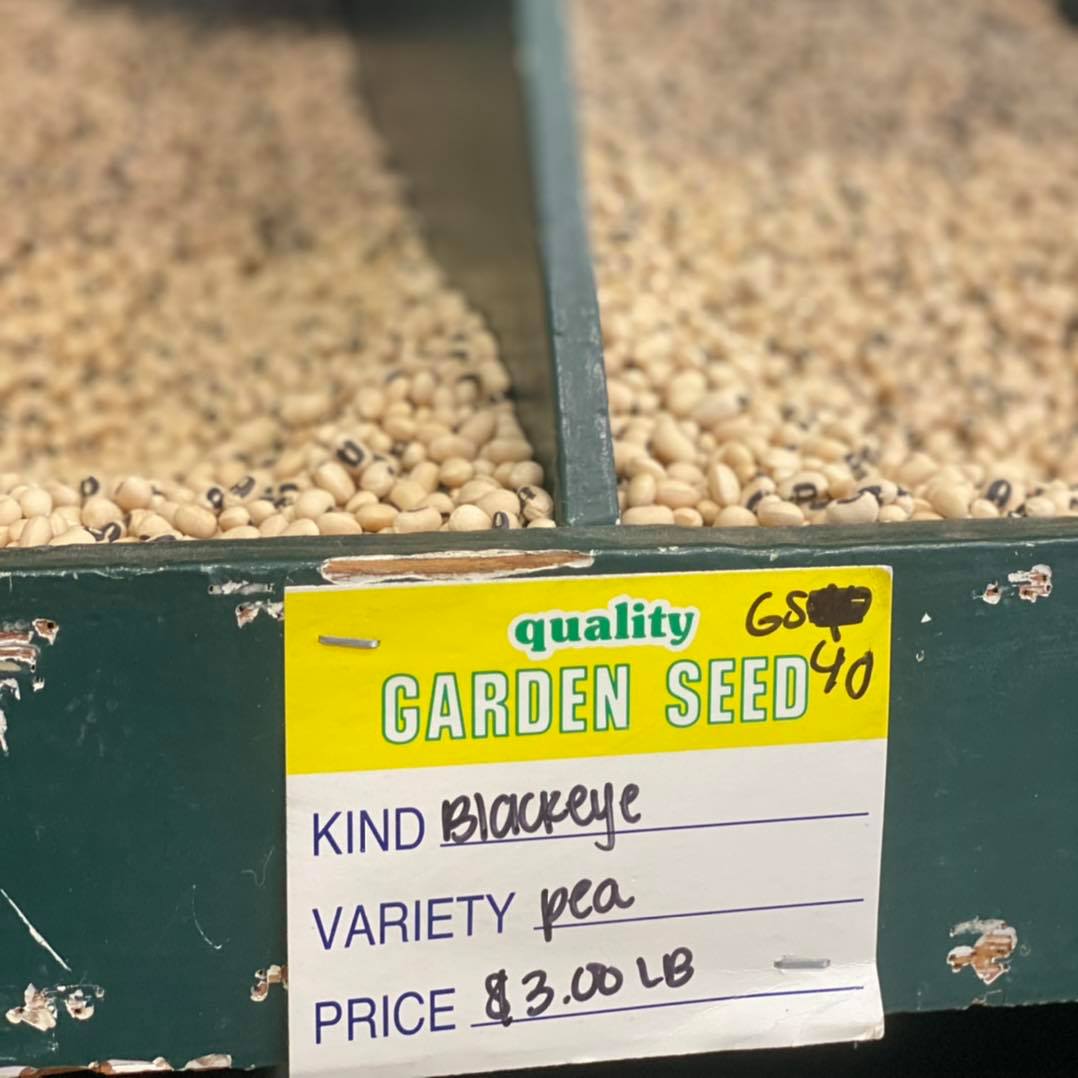 quality GS
GARDEN SEED 40
KIND Blackeye
VARIETY pea
PRICE $3.00 LB